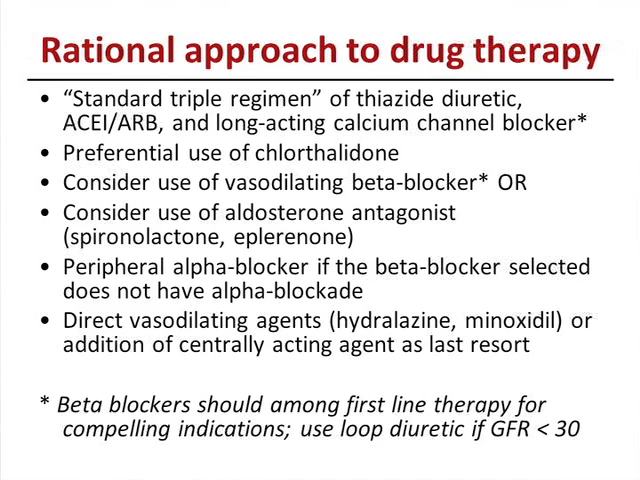 Rational approach to drug therapy
• “Standard triple regimen” of thiazide diuretic,
ACEI/ARB, and long-acting calcium channel blocker*
• Preferential use of chlorthalidone
• Consider use of vasodilating beta-blocker* OR
• Consider use of aldosterone antagonist
(spironolactone, eplerenone)
• Peripheral alpha-blocker if the beta-blocker selected
does not have alpha-blockade
• Direct vasodilating agents (hydralazine, minoxidil) or
addition of centrally acting agent as last resort
* Beta blockers should among first line therapy for
compelling indications; use loop diuretic if GFR < 30